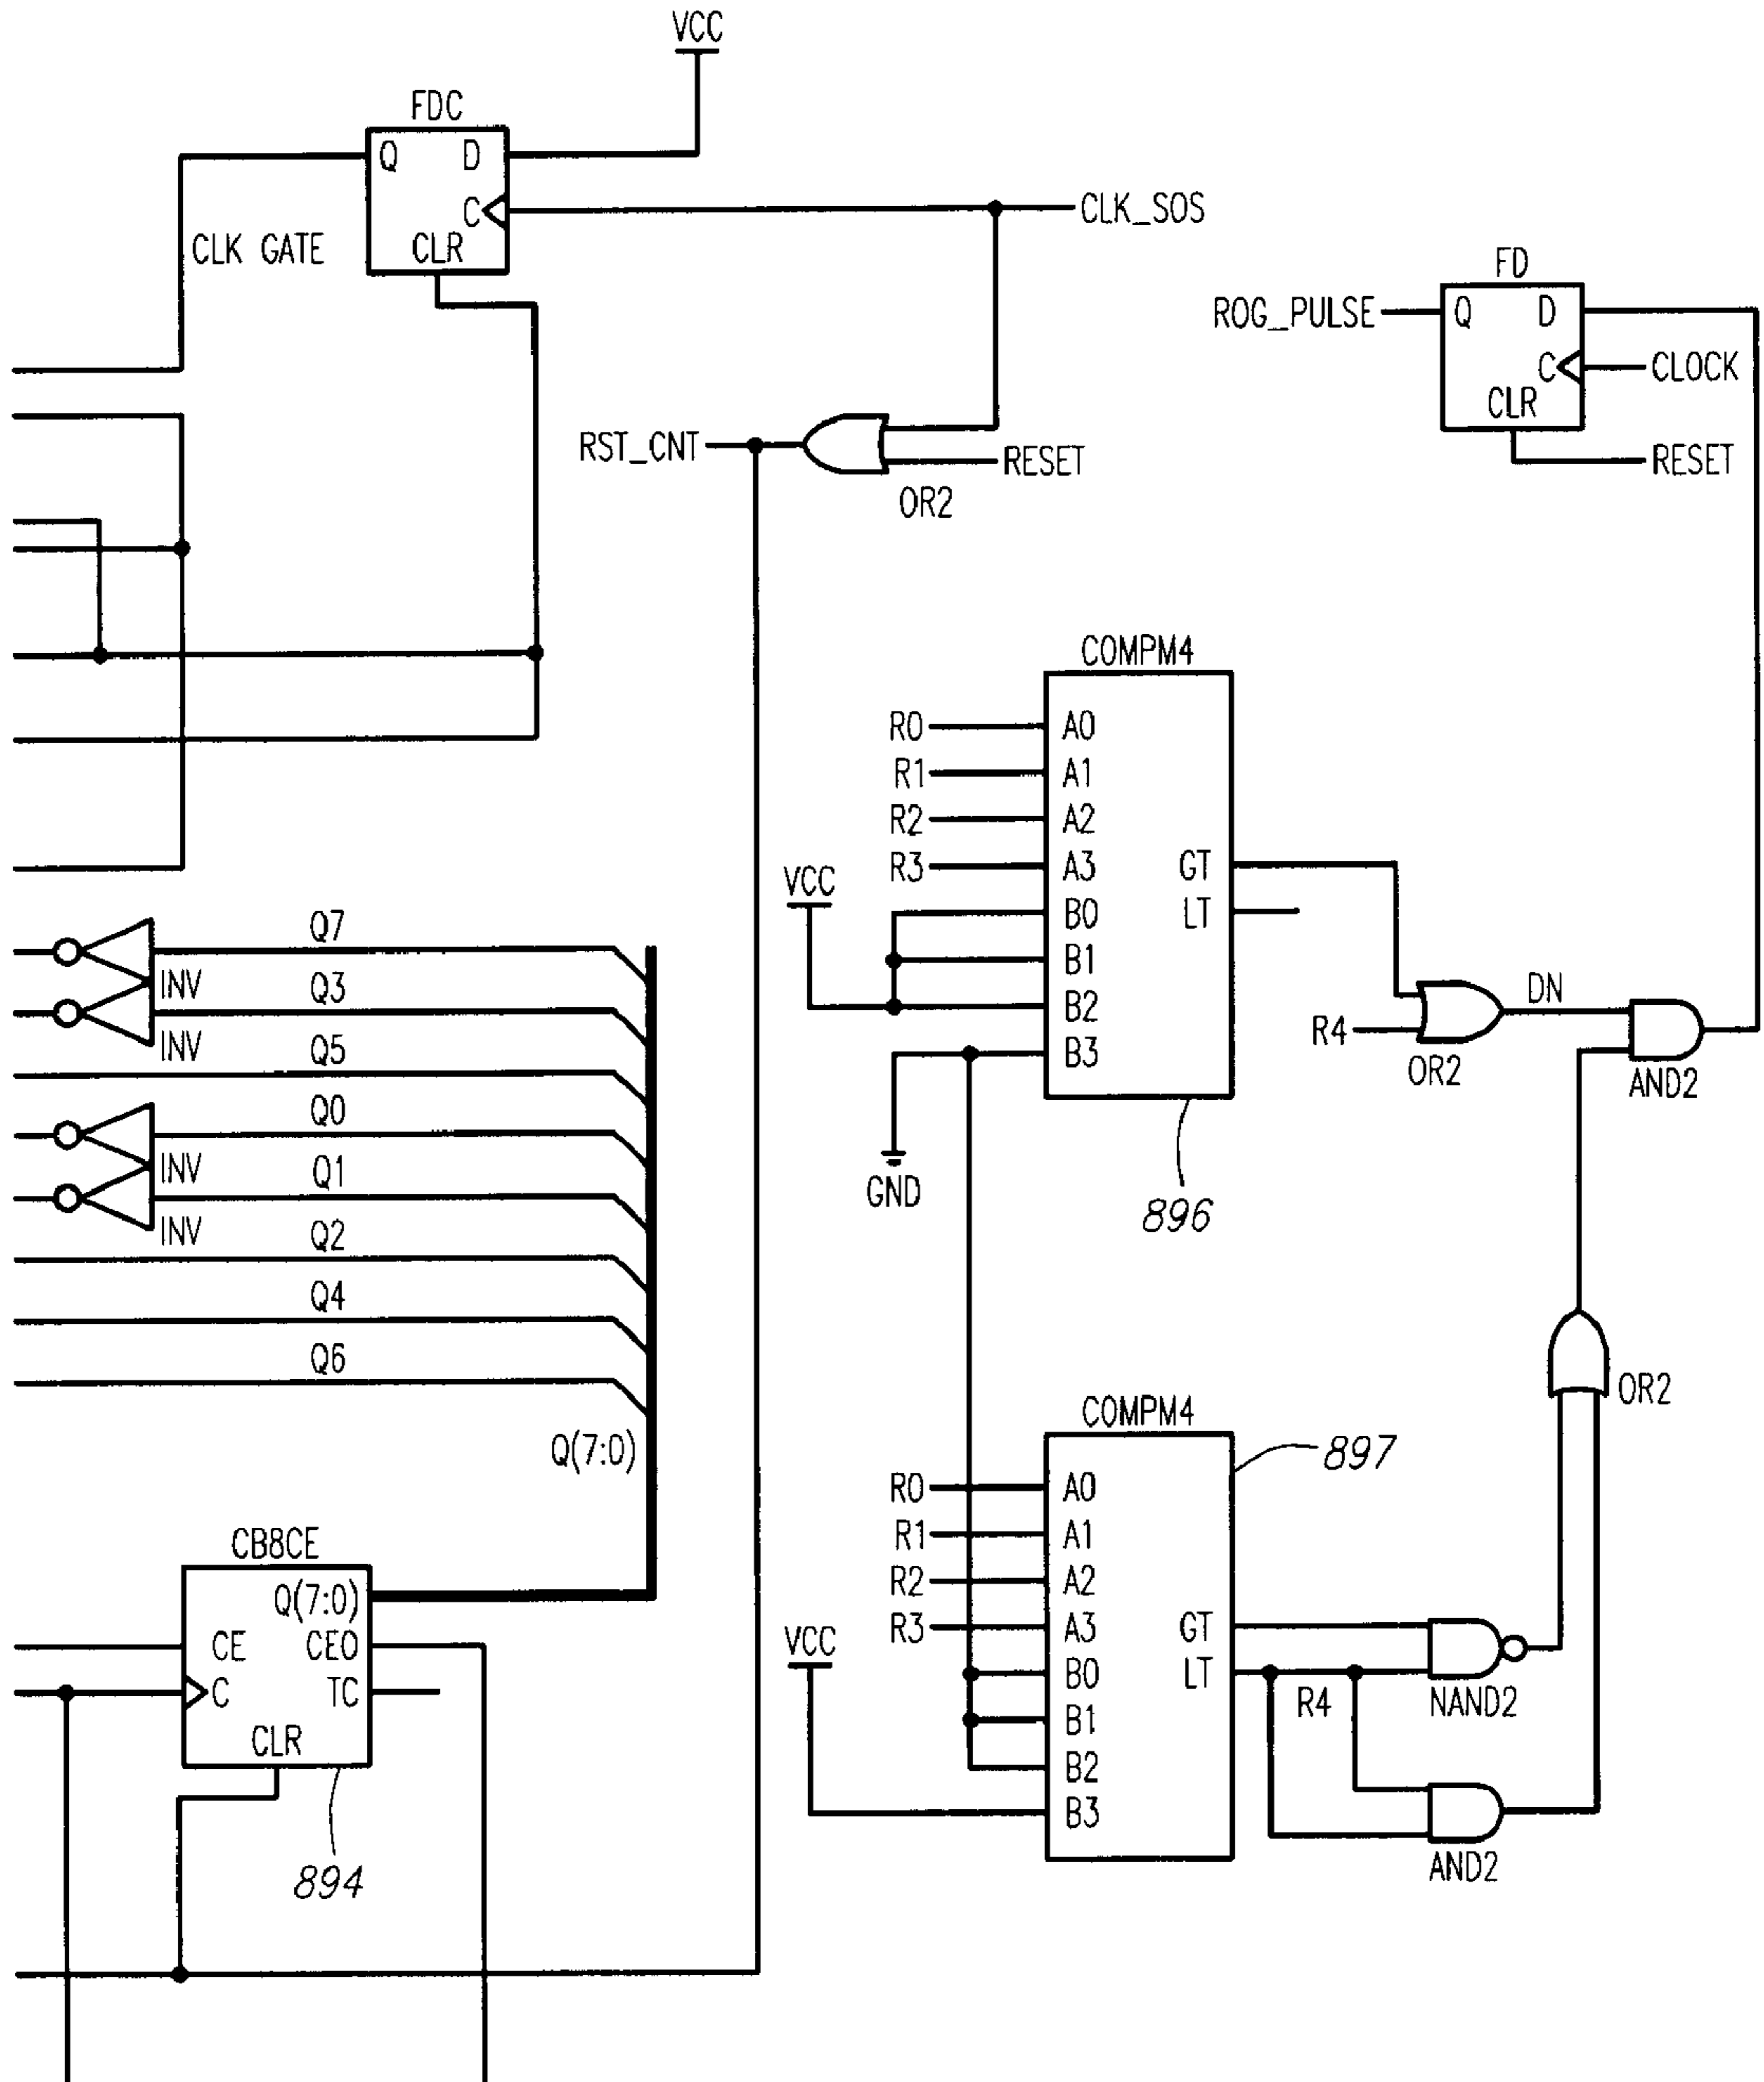 VCC
FDC
Q D
C
CLR
CLK GATE
CLK_SOS
FD
ROG_PULSE
Q D
C
CLR
CLOCK
RESET
RST_CNT
RESET
OR2
COMPM4
R0 A0
R1 A1
R2 A2
R3 A3 GT
VCC
B0 LT
B1
B2
B3
GND
896
R4
OR2
DN
AND2
Q7
INV
Q3
INV
Q5
Q0
INV
Q1
INV
Q2
Q4
Q6
Q(7:0)
OR2
COMPM4
897
R0 A0
R1 A1
R2 A2
R3 A3 GT
VCC
B0 LT
B1
B2
B3
R4
NAND2
AND2
CB8CE
Q(7:0)
CE CEO
C TC
CLR
894